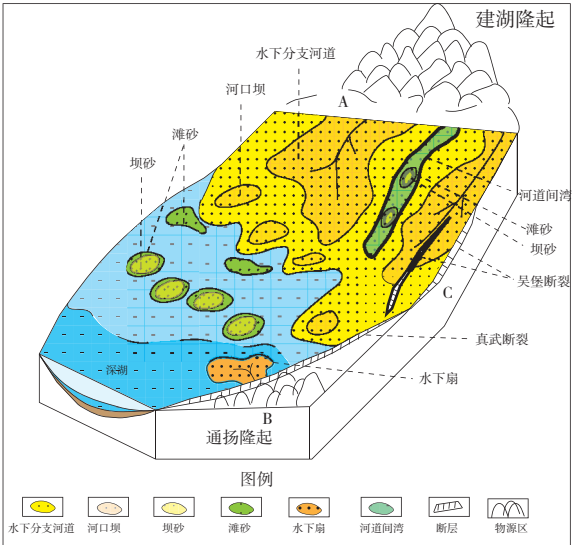 建湖隆起
水下分支河道
河口坝
A
滩砂
坝砂
河道间湾
滩砂
坝砂
吴堡断裂
C
真武断裂
深湖
水下扇
B
通扬隆起
图例
水下分支河道 河口坝 坝砂 滩砂 水下扇 河道间湾 断层 物源区